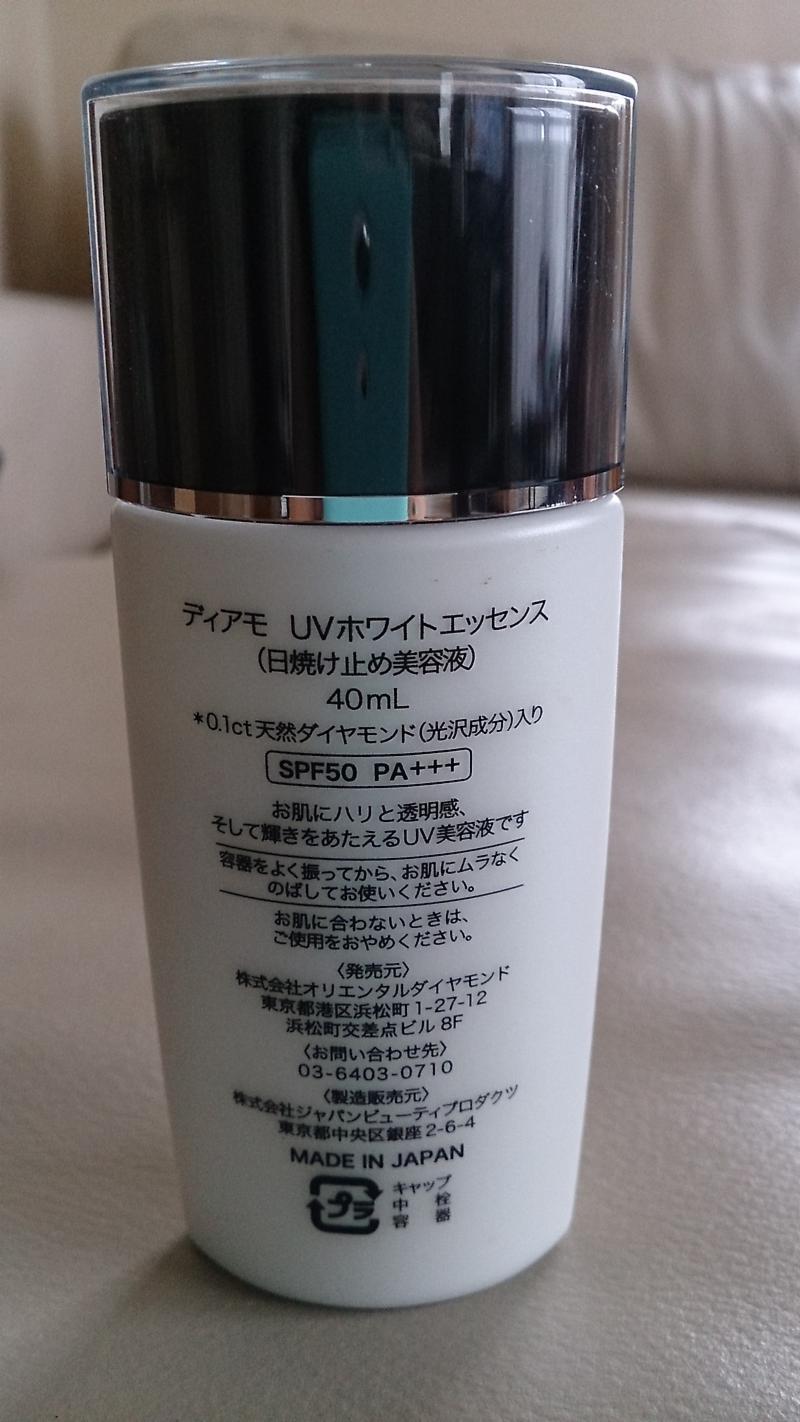 ディアモ UVホワイトエッセンス
(日焼け止め美容液)
40mL
*0.1ct天然ダイヤモンド(光沢成分)入り
SPF50 PA+++
お肌にハリと透明感、
そして輝きをあたえるUV美容液です
容器をよく振ってから、お肌にムラなく
のばしてお使いください。
お肌に合わないときは、
ご使用をおやめください。
〈発売元〉
株式会社オリエンタルダイヤモンド
東京都港区浜松町1-27-12
浜松町交差点ビル 8F
〈お問い合わせ先〉
03-6403-0710
〈製造販売元〉
株式会社ジャパンビューティプロダクツ
東京都中央区銀座2-6-4
MADE IN JAPAN
プラ
キャップ
中栓
容器